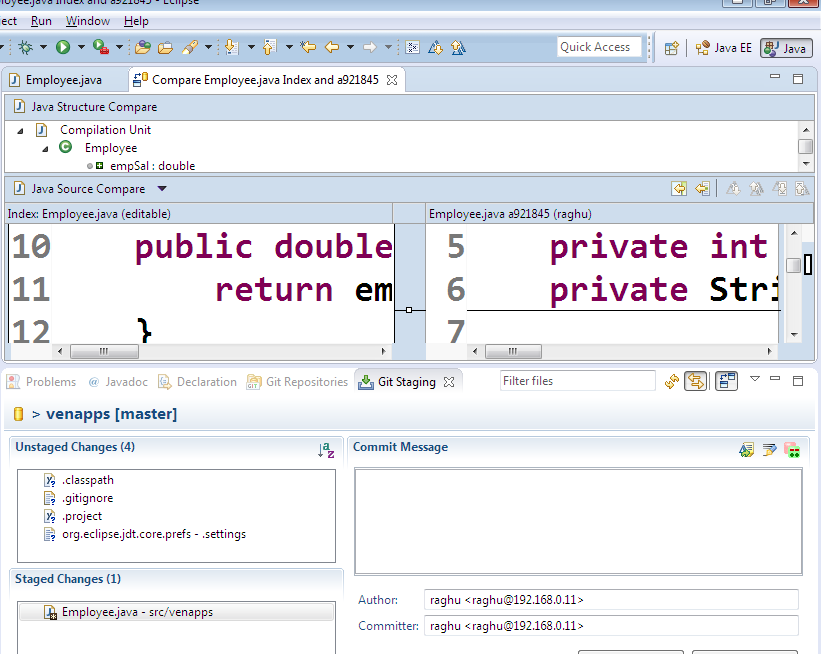 oyee.java Index and a921845 - Eclipse
ect Run Window Help
Quick Access Java EE Java
Employee.java Compare Employee.java Index and a921845
Java Structure Compare
Compilation Unit
Employee
empSal : double
Java Source Compare
Index: Employee.java (editable) Employee.java a921845 (raghu)
10 public double 5 private int
11 return em 6 private Stri
12 } 7
Problems @ Javadoc Declaration Git Repositories Git Staging Filter files
> venapps [master]
Unstaged Changes (4) Commit Message
.classpath
.gitignore
.project
org.eclipse.jdt.core.prefs - .settings
Staged Changes (1)
Employee.java - src/venapps
Author: raghu <raghu@192.168.0.11>
Committer: raghu <raghu@192.168.0.11>